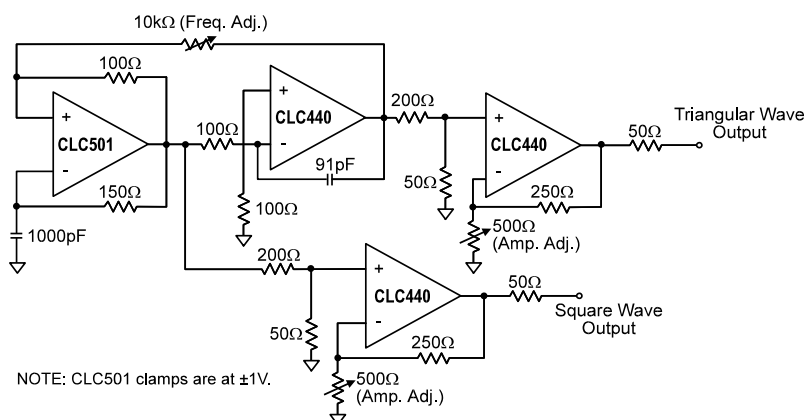 10kΩ (Freq. Adj.)
100Ω
+
CLC501
-
150Ω
1000pF
100Ω
+
CLC440
-
91pF
100Ω
200Ω
50Ω
+
CLC440
-
250Ω
500Ω
(Amp. Adj.)
50Ω
Triangular Wave
Output
200Ω
50Ω
+
CLC440
-
250Ω
500Ω
(Amp. Adj.)
50Ω
Square Wave
Output
NOTE: CLC501 clamps are at ±1V.